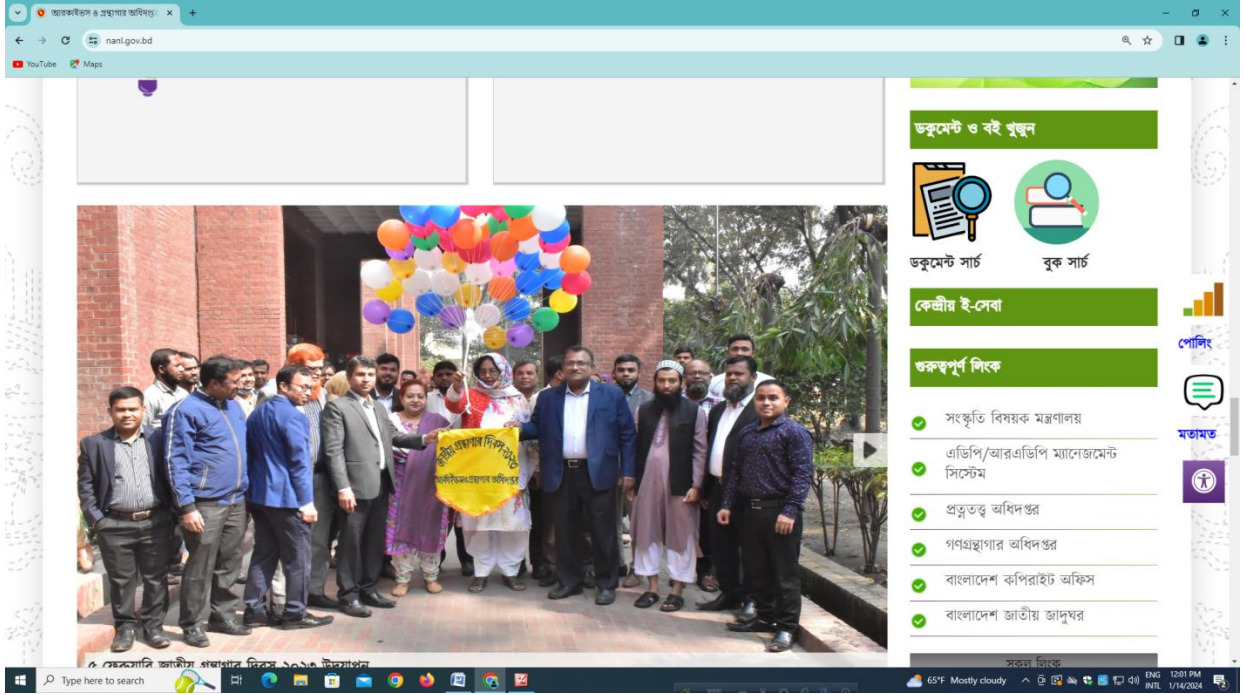 আরকাইভস ও গ্রন্থাগার অধিদপ্ত
nanl.gov.bd
YouTube
Maps
ডকুমেন্ট ও বই খুজুন
ডকুমেন্ট সার্চ
বুক সার্চ
কেন্দ্রীয় ই-সেবা
গুরুত্বপূর্ণ লিংক
সংস্কৃতি বিষয়ক মন্ত্রণালয়
এডিপি/আরএডিপি ম্যানেজমেন্ট
সিস্টেম
প্রত্নতত্ত্ব অধিদপ্তর
গণগ্রন্থাগার অধিদপ্তর
বাংলাদেশ কপিরাইট অফিস
বাংলাদেশ জাতীয় জাদুঘর
সকল লিংক
পোলিং
মতামত
জাতীয় গ্রন্থাগার দিবস-২০২৩
আরকাইভস ও গ্রন্থাগার অধিদপ্তর
৫ ফেব্রুয়ারি জাতীয় গ্রন্থাগার দিবস ২০২৩ উদযাপন
Type here to search
65°F Mostly cloudy
ENG
INTL
12:01 PM
1/14/2024